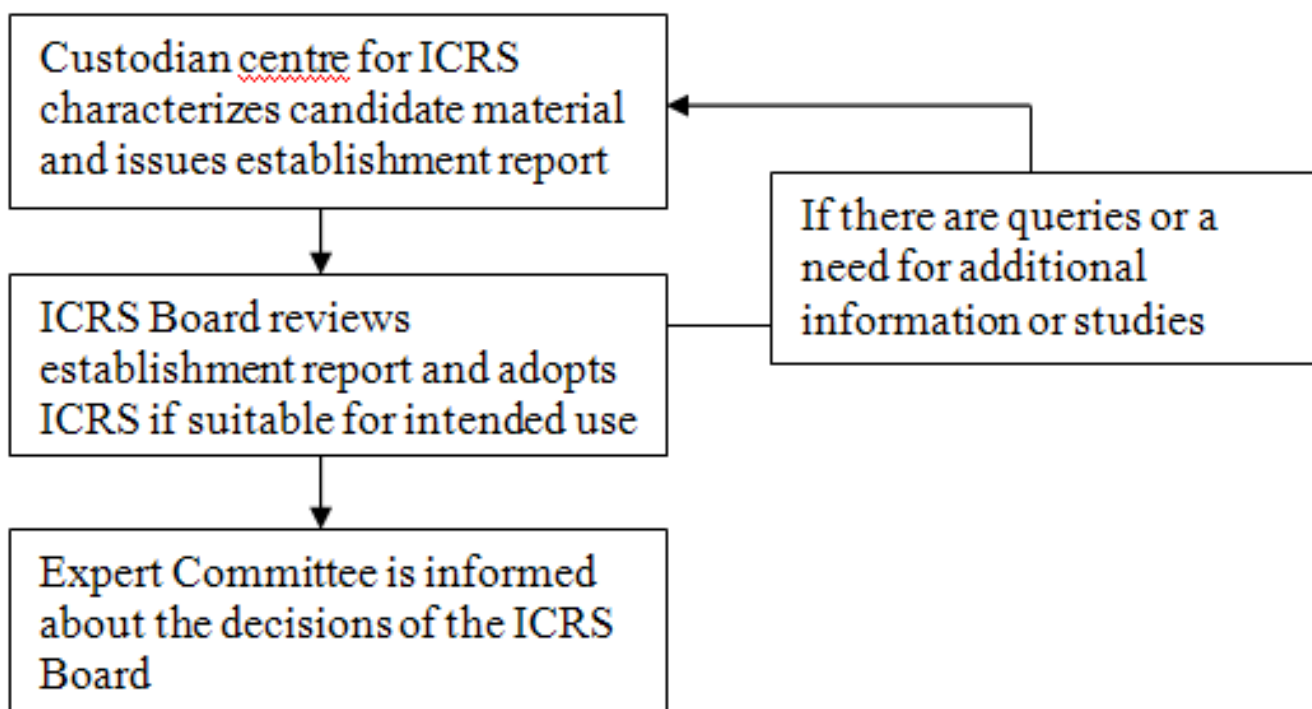 Custodian centre for ICRS
characterizes candidate material
and issues establishment report
If there are queries or a
need for additional
information or studies
ICRS Board reviews
establishment report and adopts
ICRS if suitable for intended use
Expert Committee is informed
about the decisions of the ICRS
Board